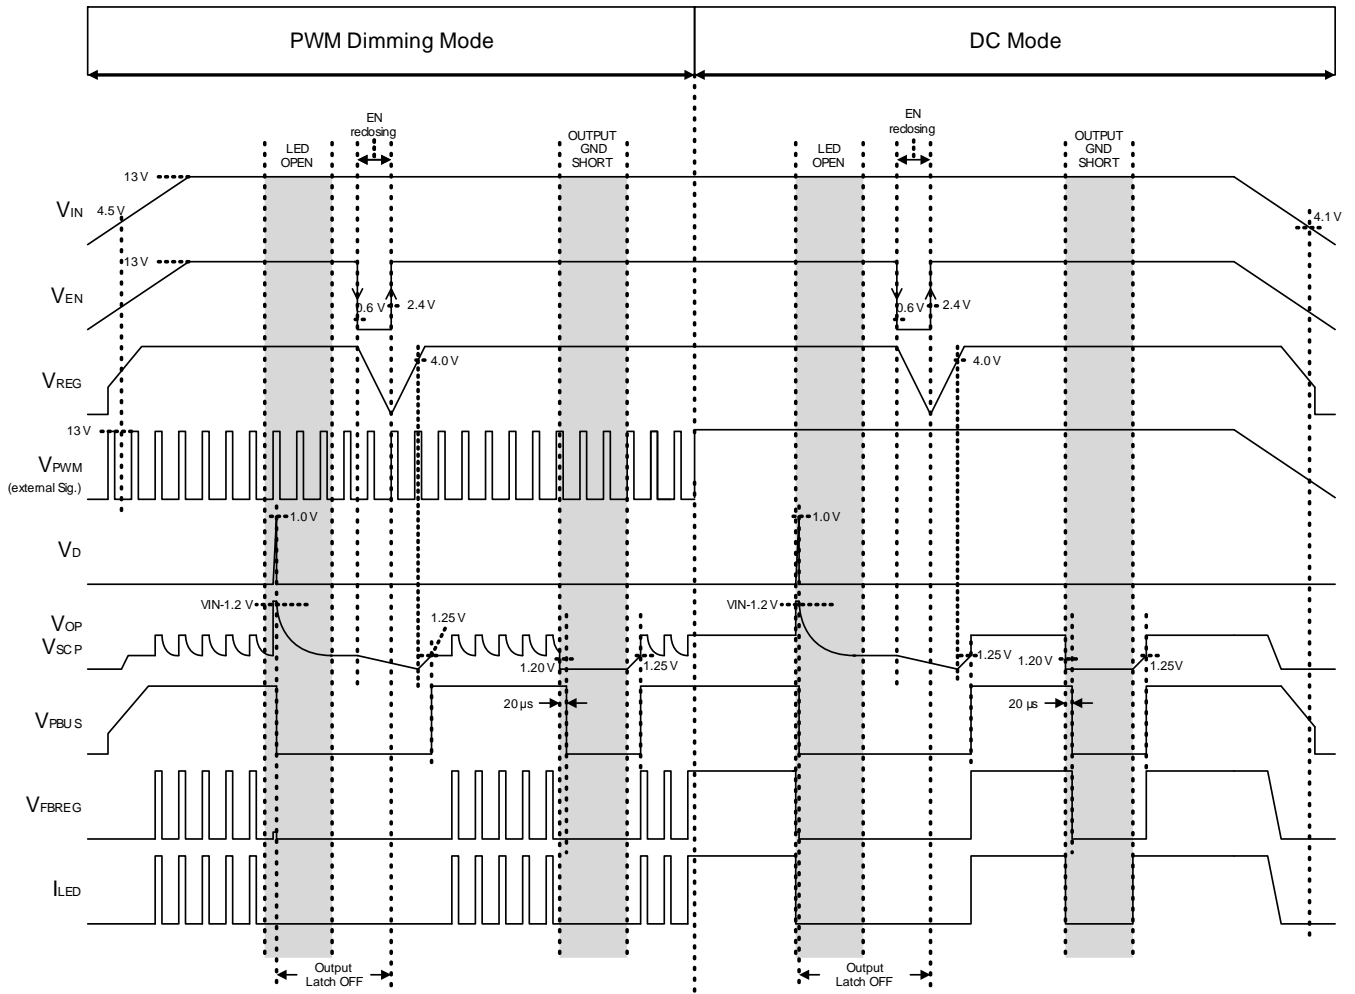 PWM Dimming Mode
DC Mode
EN
reclosing
LED
OPEN
OUTPUT
GND
SHORT
EN
reclosing
LED
OPEN
OUTPUT
GND
SHORT
VIN
13 V
4.5 V
4.1 V
VEN
13 V
0.6 V
2.4 V
0.6 V
2.4 V
VREG
4.0 V
4.0 V
VPWM
(external Sig.)
13 V
VD
1.0 V
1.0 V
VOP
VSCP
VIN-1.2 V
1.25 V
1.20 V
1.25 V
VIN-1.2 V
1.25 V
1.20 V
1.25 V
VPBUS
20 µs
20 µs
VFBREG
ILED
Output
Latch OFF
Output
Latch OFF